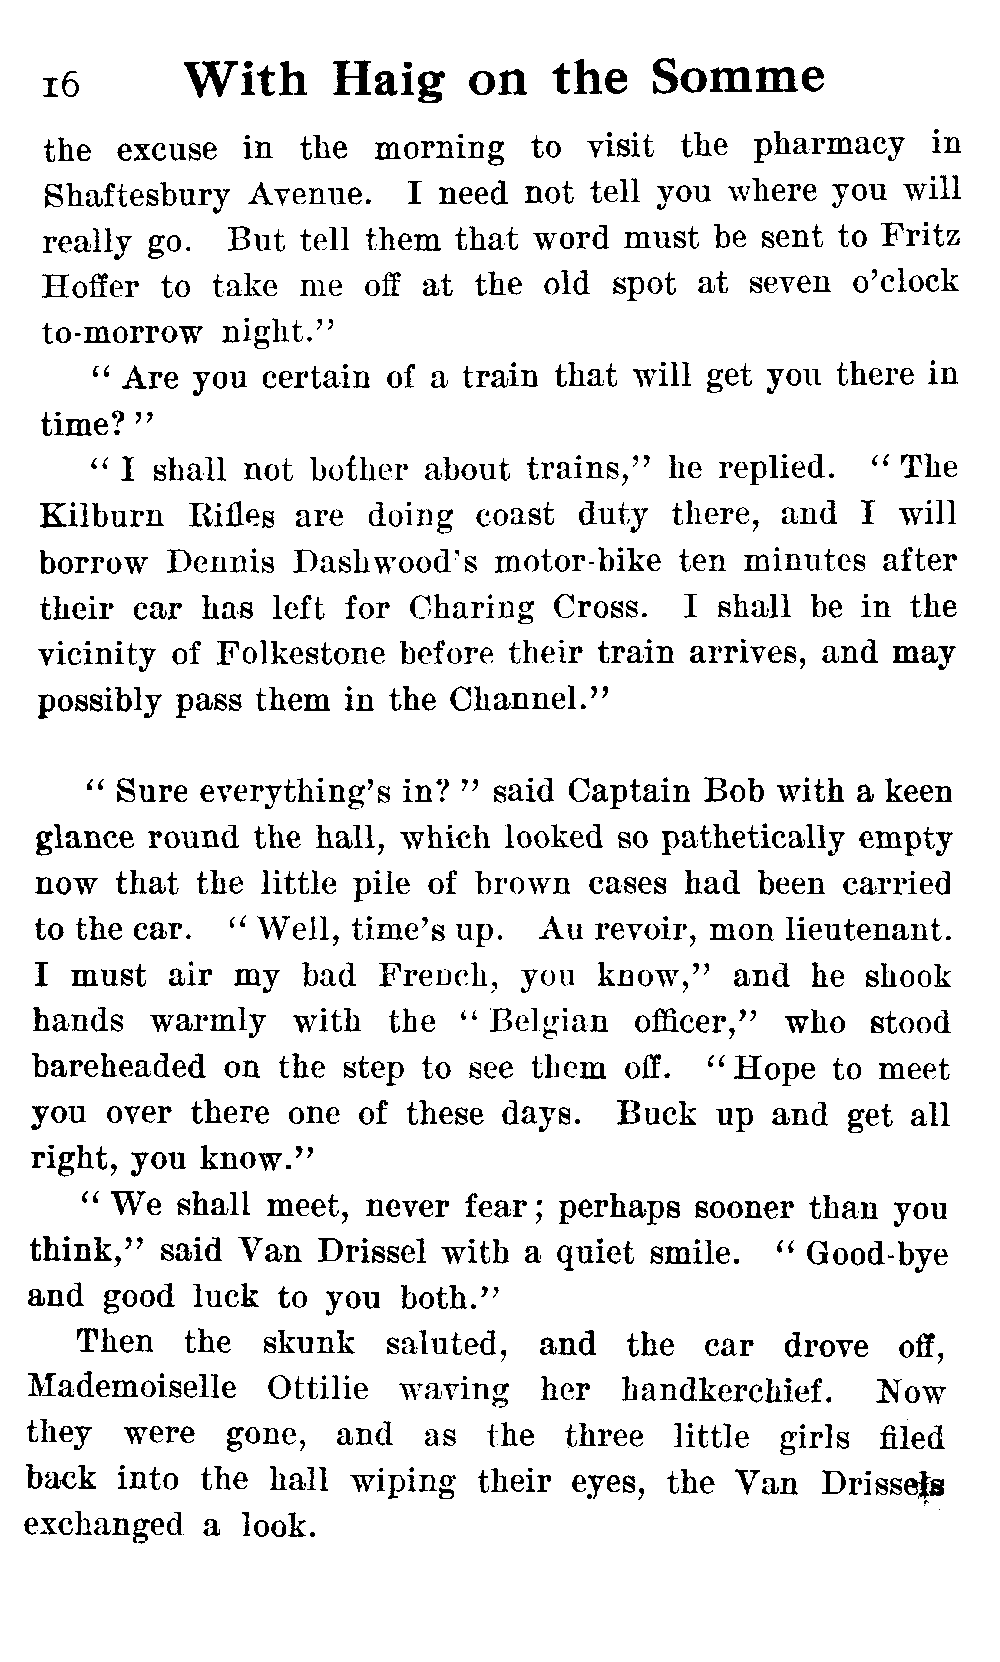 16 With Haig on the Somme
the excuse in the morning to visit the pharmacy in
Shaftesbury Avenue. I need not tell you where you will
really go. But tell them that word must be sent to Fritz
Hoffer to take me off at the old spot at seven o'clock
to-morrow night."
" Are you certain of a train that will get you there in
time? "
" I shall not bother about trains," he replied. " The
Kilburn Rifles are doing coast duty there, and I will
borrow Dennis Dashwood's motor-bike ten minutes after
their car has left for Charing Cross. I shall be in the
vicinity of Folkestone before their train arrives, and may
possibly pass them in the Channel."
" Sure everything's in? " said Captain Bob with a keen
glance round the hall, which looked so pathetically empty
now that the little pile of brown cases had been carried
to the car. " Well, time's up. Au revoir, mon lieutenant.
I must air my bad French, you know," and he shook
hands warmly with the " Belgian officer," who stood
bareheaded on the step to see them off. " Hope to meet
you over there one of these days. Buck up and get all
right, you know."
" We shall meet, never fear; perhaps sooner than you
think," said Van Drissel with a quiet smile. " Good-bye
and good luck to you both."
Then the skunk saluted, and the car drove off,
Mademoiselle Ottilie waving her handkerchief. Now
they were gone, and as the three little girls filed
back into the hall wiping their eyes, the Van Drissels
exchanged a look.